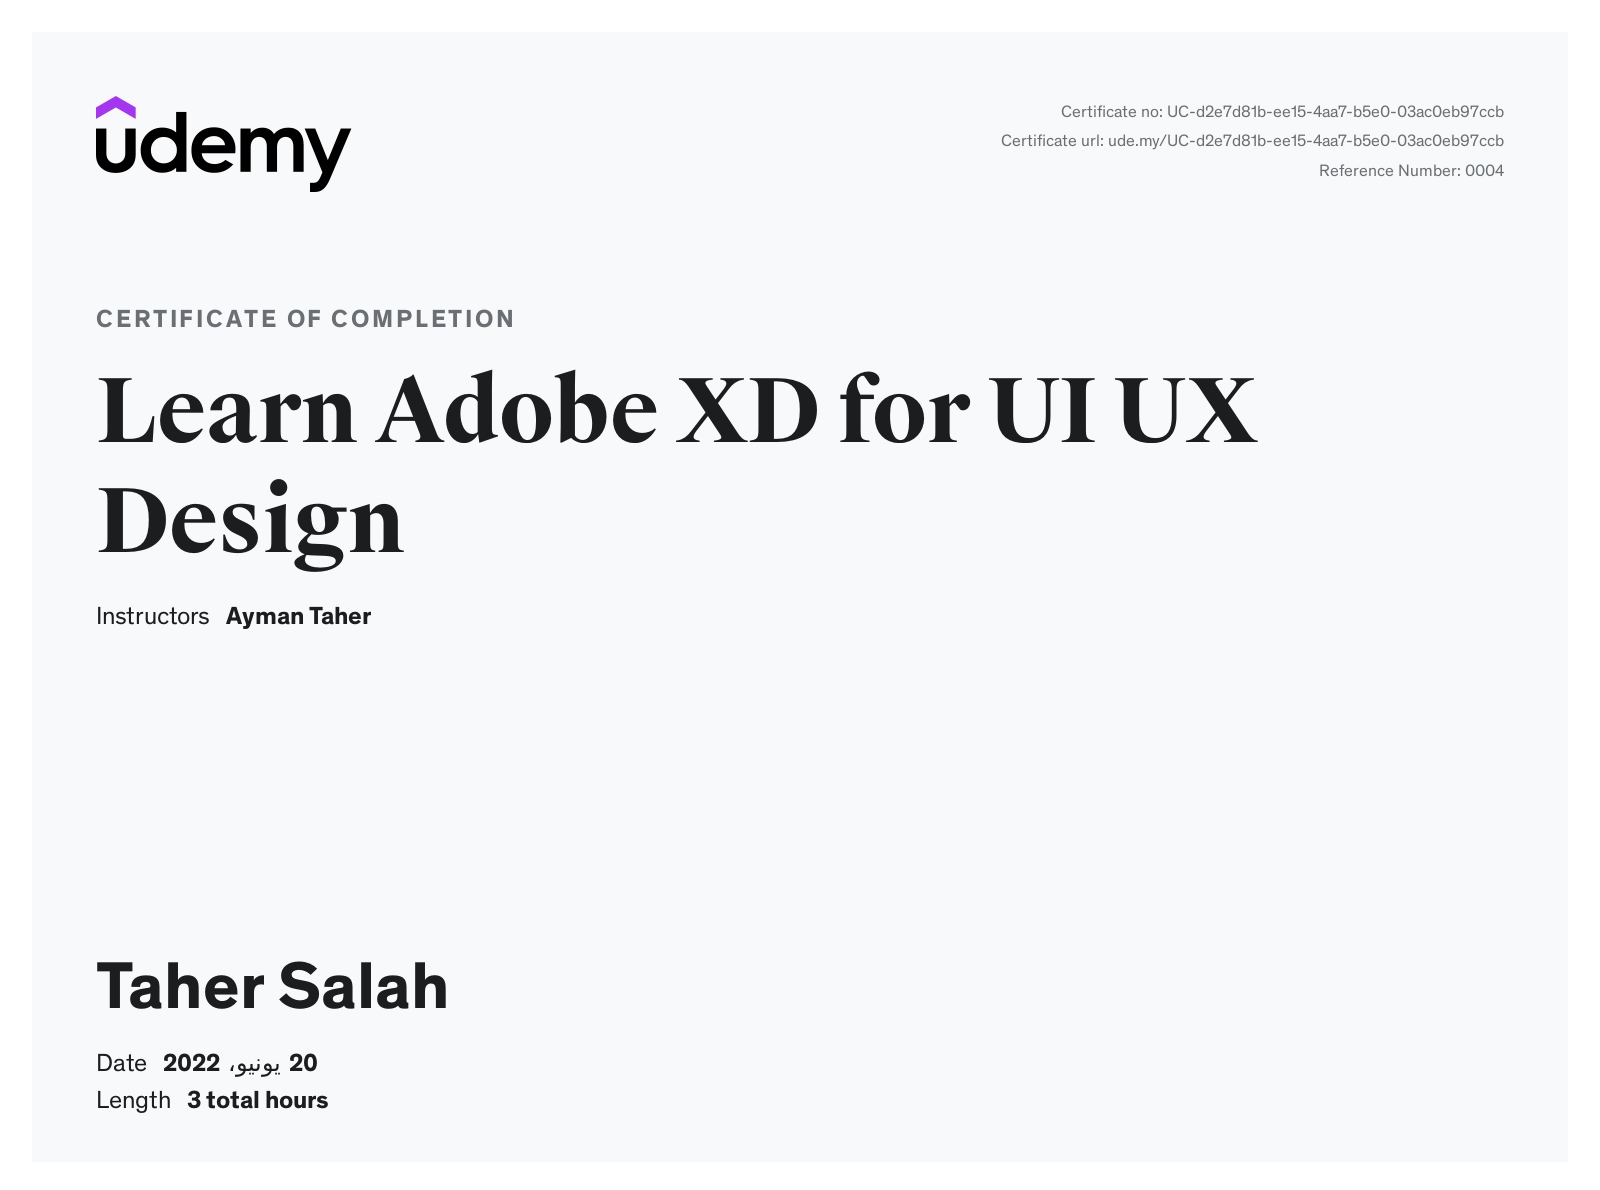 udemy
Certificate no: UC-d2e7d81b-ee15-4aa7-b5e0-03ac0eb97ccb
Certificate url: ude.my/UC-d2e7d81b-ee15-4aa7-b5e0-03ac0eb97ccb
Reference Number: 0004
CERTIFICATE OF COMPLETION
Learn Adobe XD for UI UX
Design
Instructors Ayman Taher
Taher Salah
Date 20 يونيو، 2022
Length 3 total hours